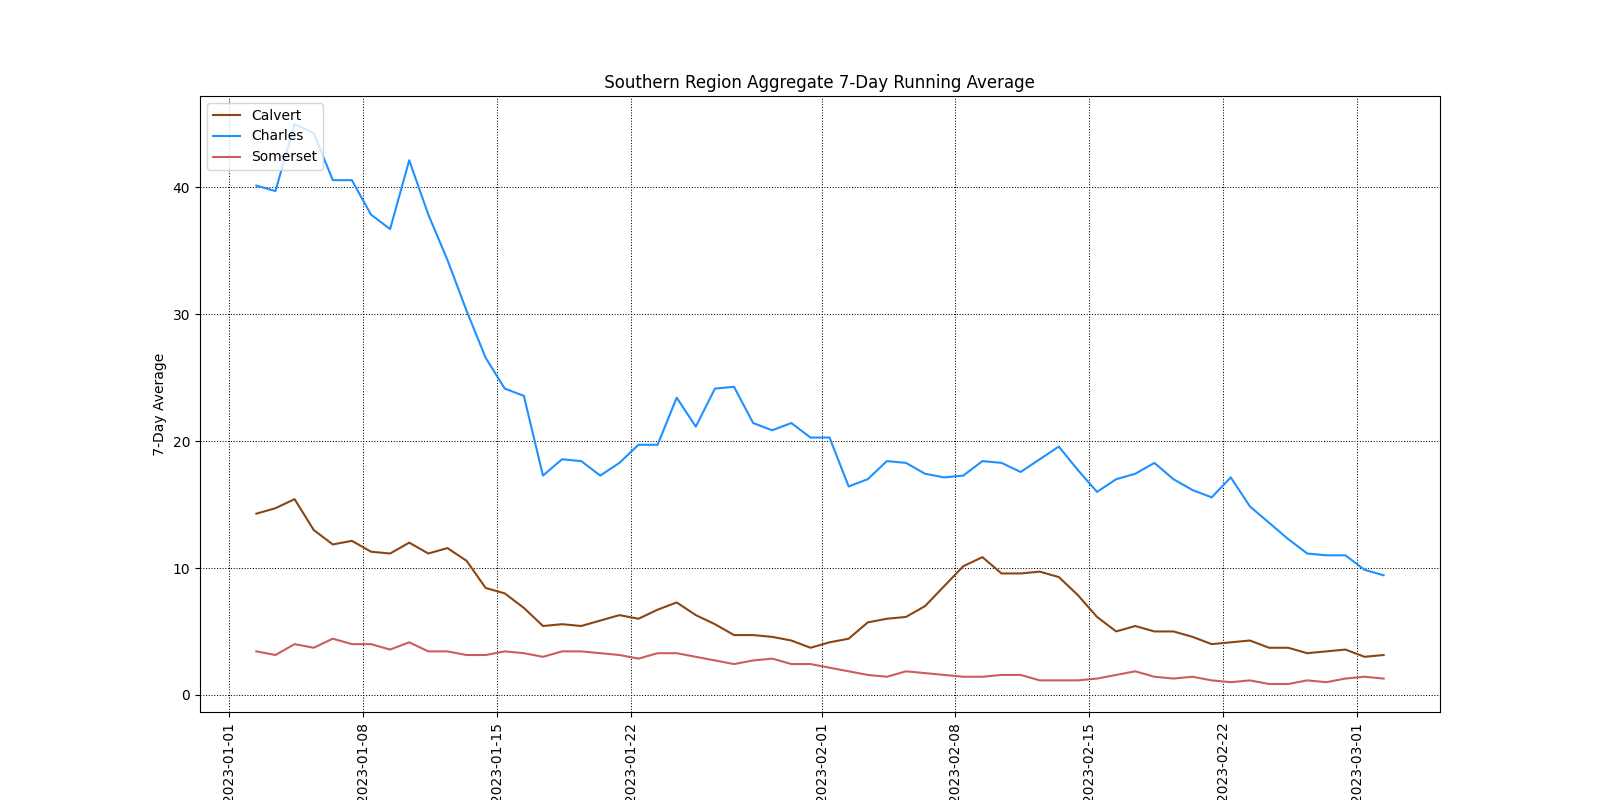 Southern Region Aggregate 7-Day Running Average
Calvert
Charles
Somerset
7-Day Average
40
30
20
10
0
2023-01-01
2023-01-08
2023-01-15
2023-01-22
2023-02-01
2023-02-08
2023-02-15
2023-02-22
2023-03-01